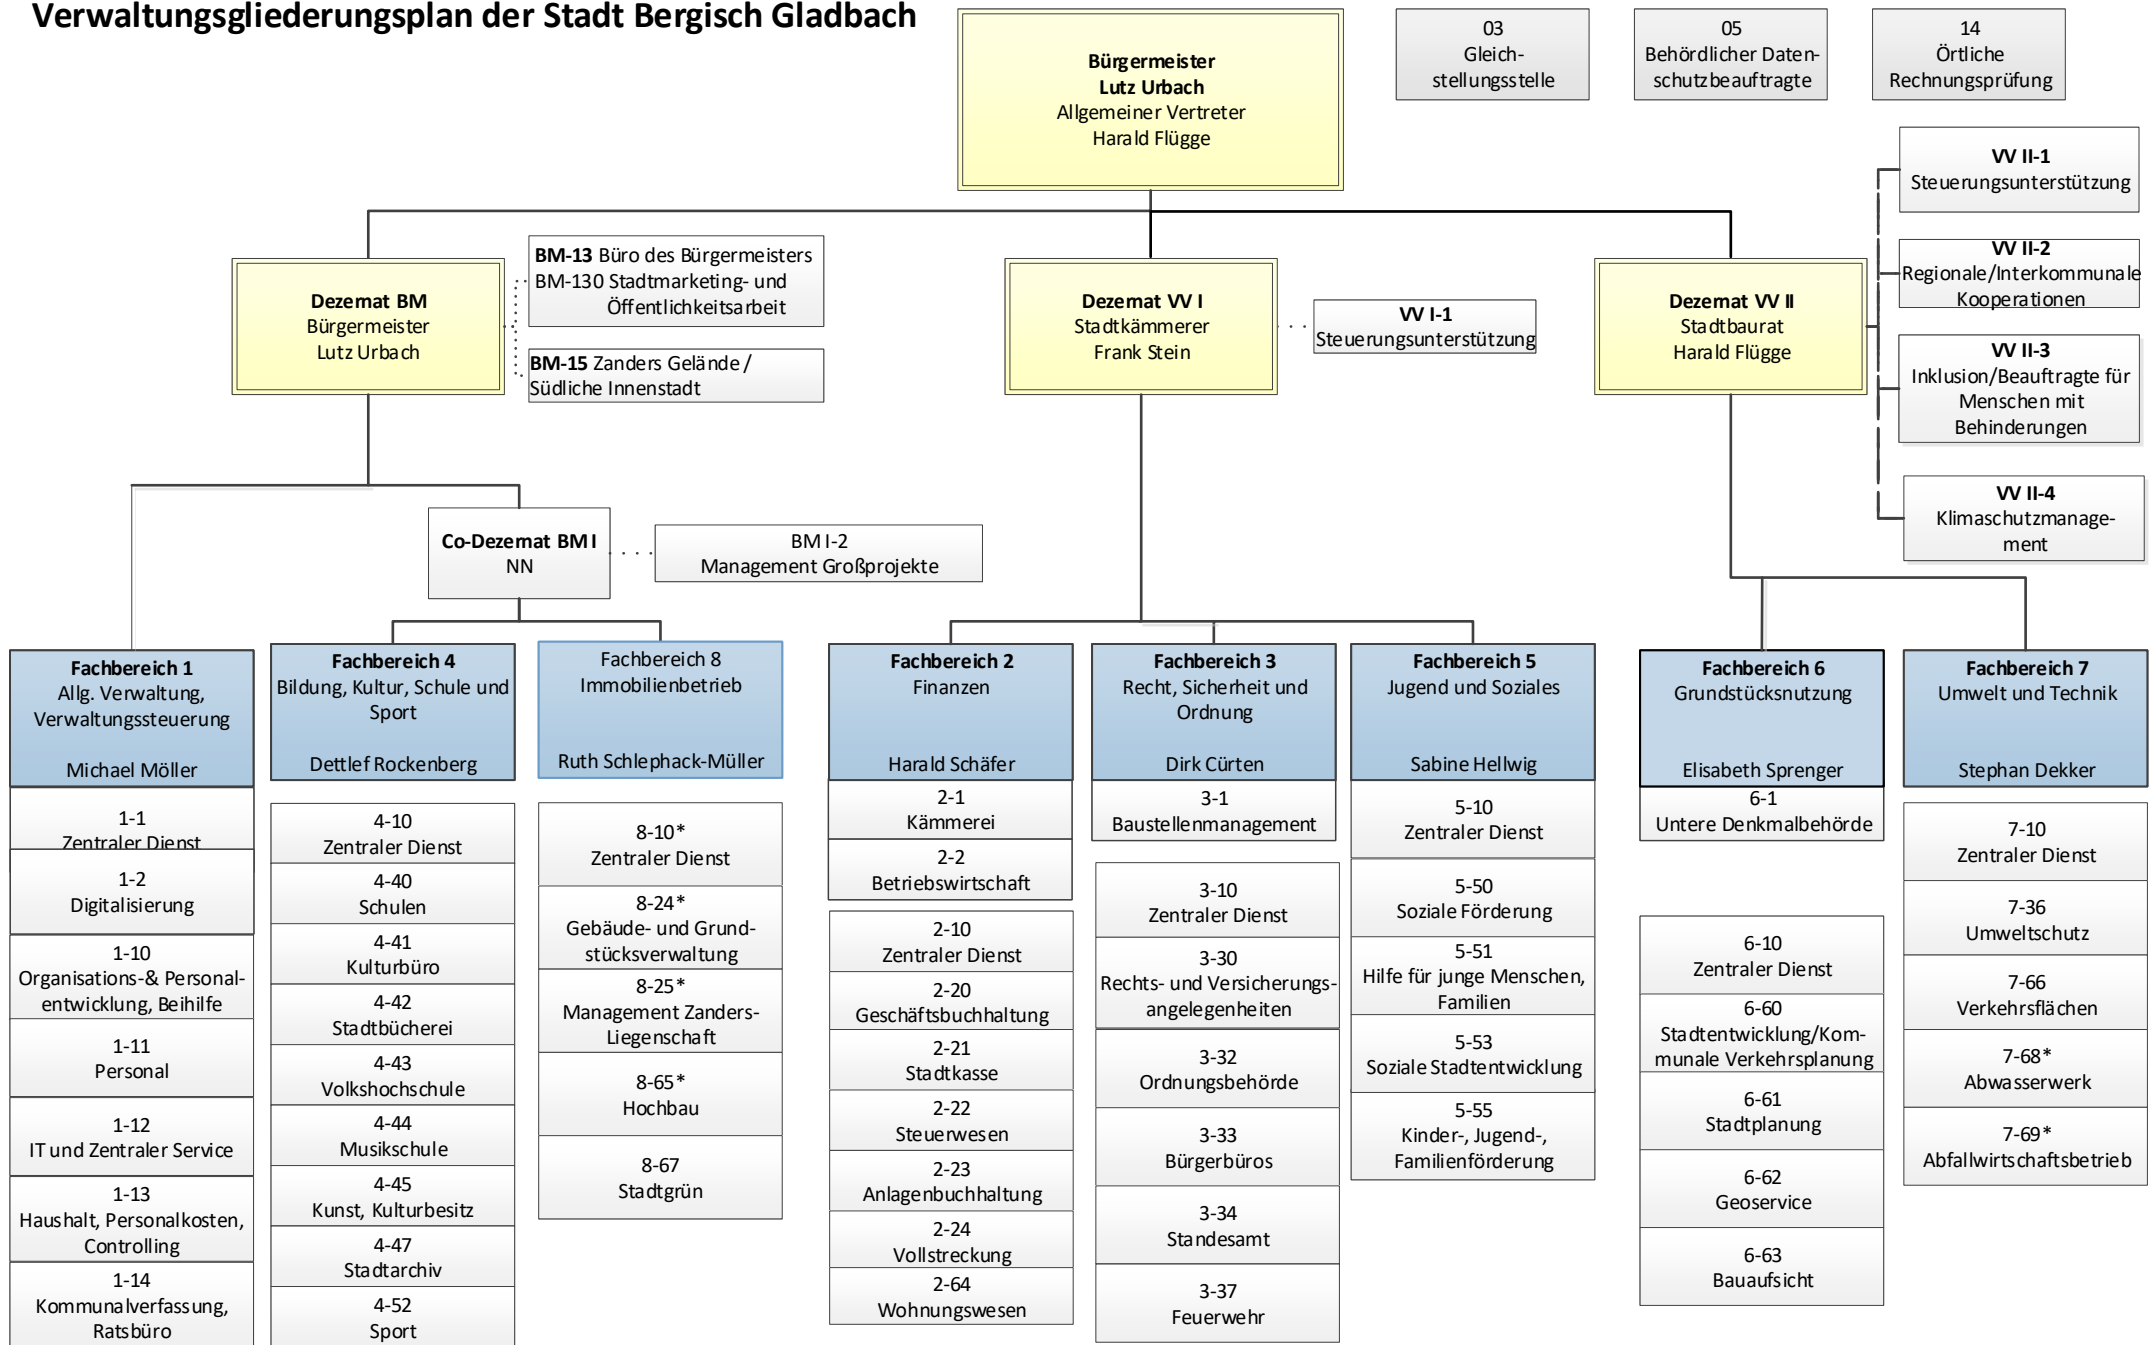 Verwaltungsgliederungsplan der Stadt Bergisch Gladbach
Bürgermeister
Lutz Urbach
Allgemeiner Vertreter
Harald Flügge
03
Gleich-
stellungsstelle
05
Behördlicher Daten-
schutzbeauftragte
14
Örtliche
Rechnungsprüfung
Dezernat BM
Bürgermeister
Lutz Urbach
BM-13 Büro des Bürgermeisters
BM-130 Stadtmarketing- und
Öffentlichkeitsarbeit
BM-15 Zanders Gelände /
Südliche Innenstadt
Dezernat VV I
Stadtkämmerer
Frank Stein
VV I-1
Steuerungsunterstützung
Dezernat VV II
Stadtbaurat
Harald Flügge
VV II-1
Steuerungsunterstützung
VV II-2
Regionale/Interkommunale
Kooperationen
VV II-3
Inklusion/Beauftragte für
Menschen mit
Behinderungen
VV II-4
Klimaschutzmanage-
ment
Co-Dezernat BM I
NN
BM I-2
Management Großprojekte
Fachbereich 1
Allg. Verwaltung,
Verwaltungssteuerung
Michael Möller
1-1
Zentraler Dienst
1-2
Digitalisierung
1-10
Organisations-& Personal-
entwicklung, Beihilfe
1-11
Personal
1-12
IT und Zentraler Service
1-13
Haushalt, Personalkosten,
Controlling
1-14
Kommunalverfassung,
Ratsbüro
Fachbereich 4
Bildung, Kultur, Schule und
Sport
Dettlef Rockenberg
4-10
Zentraler Dienst
4-40
Schulen
4-41
Kulturbüro
4-42
Stadtbücherei
4-43
Volkshochschule
4-44
Musikschule
4-45
Kunst, Kulturbesitz
4-47
Stadtarchiv
4-52
Sport
Fachbereich 8
Immobilienbetrieb
Ruth Schlephack-Müller
8-10*
Zentraler Dienst
8-24*
Gebäude- und Grund-
stücksverwaltung
8-25*
Management Zanders-
Liegenschaft
8-65*
Hochbau
8-67
Stadtgrün
Fachbereich 2
Finanzen
Harald Schäfer
2-1
Kämmerei
2-2
Betriebswirtschaft
2-10
Zentraler Dienst
2-20
Geschäftsbuchhaltung
2-21
Stadtkasse
2-22
Steuerwesen
2-23
Anlagenbuchhaltung
2-24
Vollstreckung
2-64
Wohnungswesen
Fachbereich 3
Recht, Sicherheit und
Ordnung
Dirk Cürten
3-1
Baustellenmanagement
3-10
Zentraler Dienst
3-30
Rechts- und Versicherungs-
angelegenheiten
3-32
Ordnungsbehörde
3-33
Bürgerbüros
3-34
Standesamt
3-37
Feuerwehr
Fachbereich 5
Jugend und Soziales
Sabine Hellwig
5-10
Zentraler Dienst
5-50
Soziale Förderung
5-51
Hilfe für junge Menschen,
Familien
5-53
Soziale Stadtentwicklung
5-55
Kinder-, Jugend-,
Familienförderung
Fachbereich 6
Grundstücksnutzung
Elisabeth Sprenger
6-1
Untere Denkmalbehörde
6-10
Zentraler Dienst
6-60
Stadtentwicklung/Kom-
munale Verkehrsplanung
6-61
Stadtplanung
6-62
Geoservice
6-63
Bauaufsicht
Fachbereich 7
Umwelt und Technik
Stephan Dekker
7-10
Zentraler Dienst
7-36
Umweltschutz
7-66
Verkehrsflächen
7-68*
Abwasserwerk
7-69*
Abfallwirtschaftsbetrieb